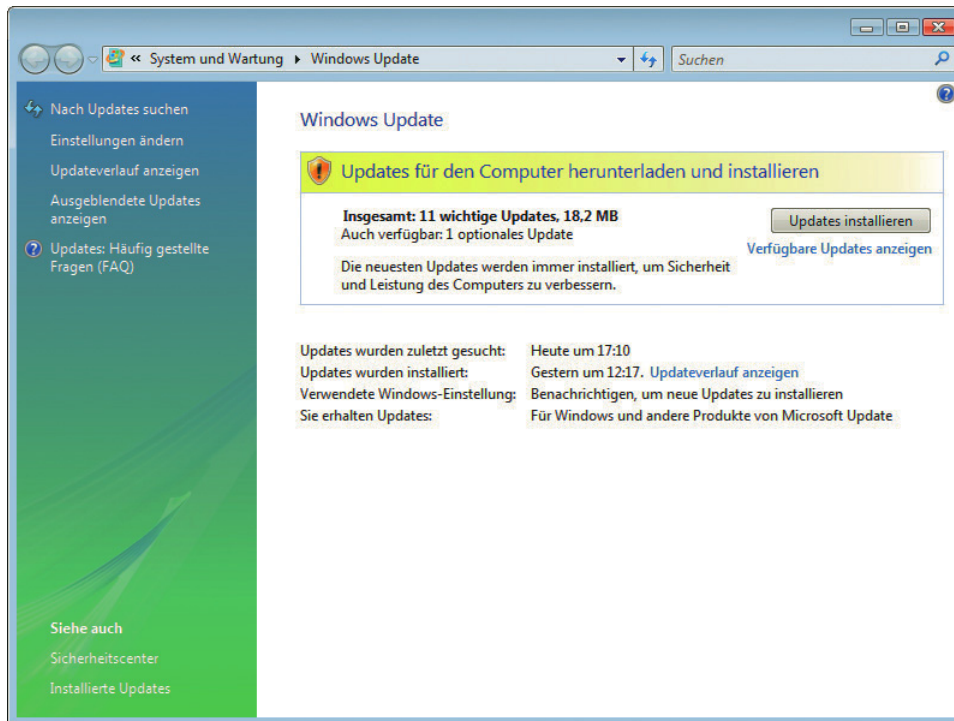 « System und Wartung ▸ Windows Update
Suchen
Nach Updates suchen
Einstellungen ändern
Updateverlauf anzeigen
Ausgeblendete Updates
anzeigen
Updates: Häufig gestellte
Fragen (FAQ)
Siehe auch
Sicherheitscenter
Installierte Updates
Windows Update
Updates für den Computer herunterladen und installieren
Insgesamt: 11 wichtige Updates, 18,2 MB
Auch verfügbar: 1 optionales Update
Updates installieren
Verfügbare Updates anzeigen
Die neuesten Updates werden immer installiert, um Sicherheit
und Leistung des Computers zu verbessern.
Updates wurden zuletzt gesucht: Heute um 17:10
Updates wurden installiert: Gestern um 12:17. Updateverlauf anzeigen
Verwendete Windows-Einstellung: Benachrichtigen, um neue Updates zu installieren
Sie erhalten Updates: Für Windows und andere Produkte von Microsoft Update